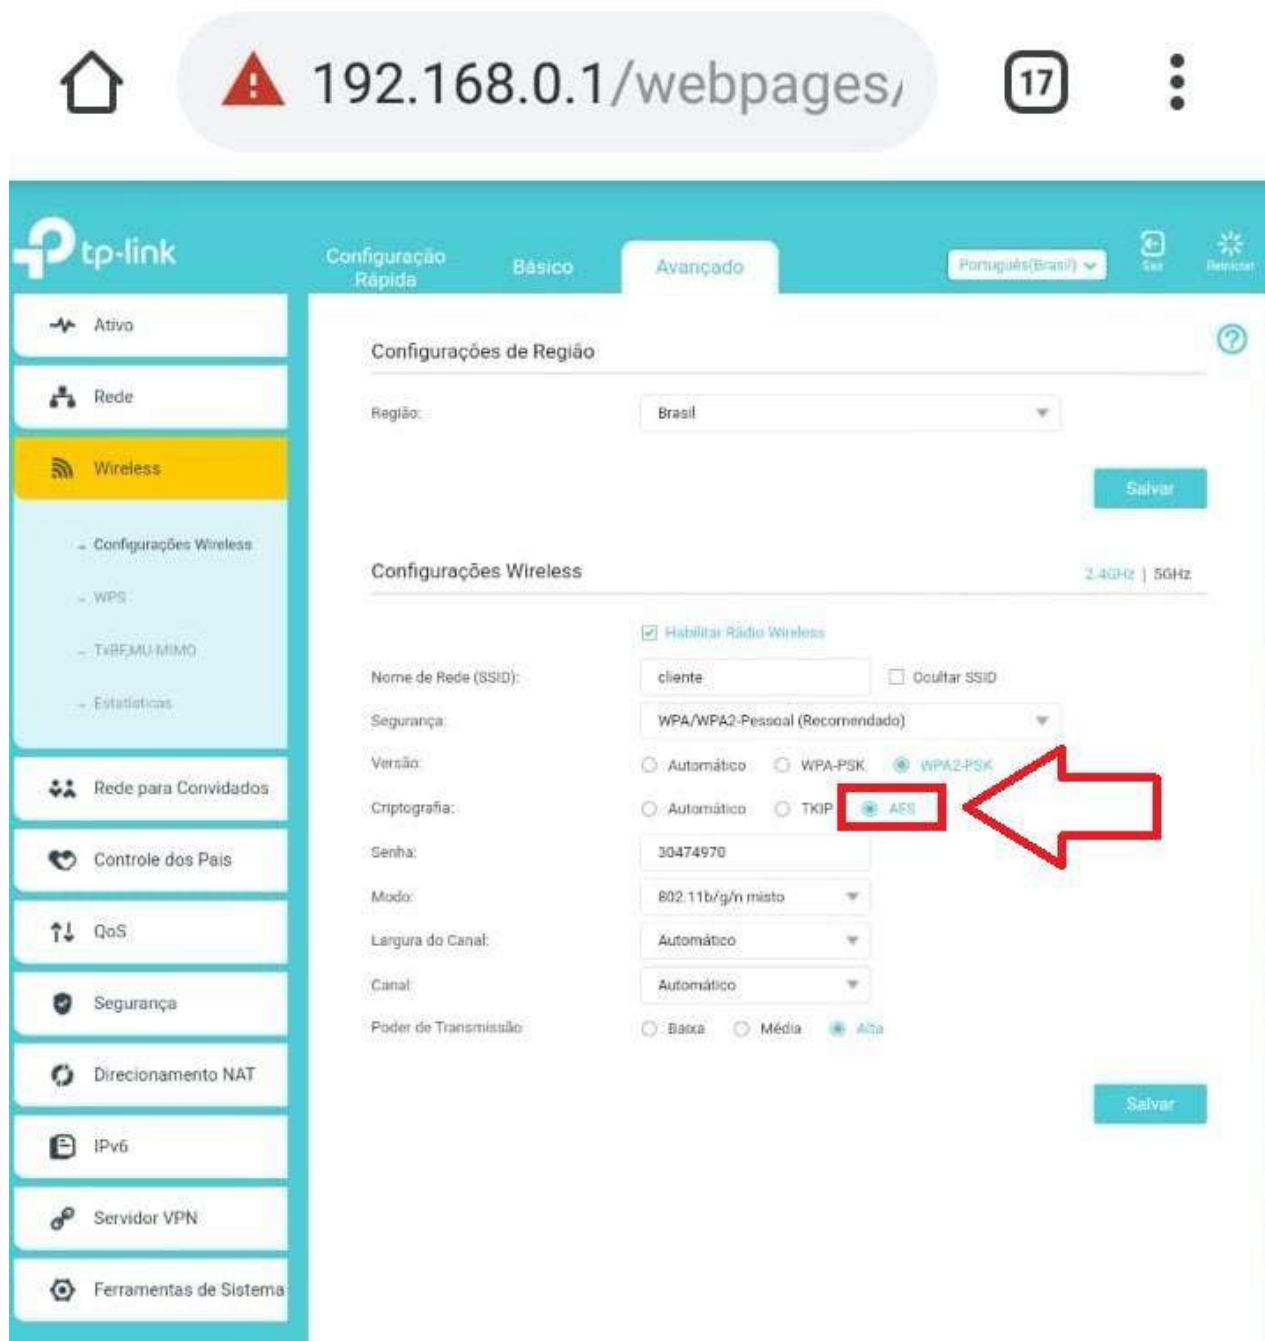 192.168.0.1/webpages/
17
tp-link
Configuração
Rápida
Básico
Avançado
Português(Brasil)
Sair
Reiniciar
Ativo
Rede
Wireless
Configurações Wireless
WPS
TxBF,MU-MIMO
Estatísticas
Rede para Convidados
Controle dos Pais
QoS
Segurança
Direcionamento NAT
IPv6
Servidor VPN
Ferramentas de Sistema
Configurações de Região
Região: Brasil
Salvar
Configurações Wireless 2.4GHz | 5GHz
Habilitar Rádio Wireless
Nome de Rede (SSID): cliente Ocultar SSID
Segurança: WPA/WPA2-Pessoal (Recomendado)
Versão: Automático WPA-PSK WPA2-PSK
Criptografia: Automático TKIP AES
Senha: 30474970
Modo: 802.11b/g/n misto
Largura do Canal: Automático
Canal: Automático
Poder de Transmissão: Baixa Média Alta
Salvar